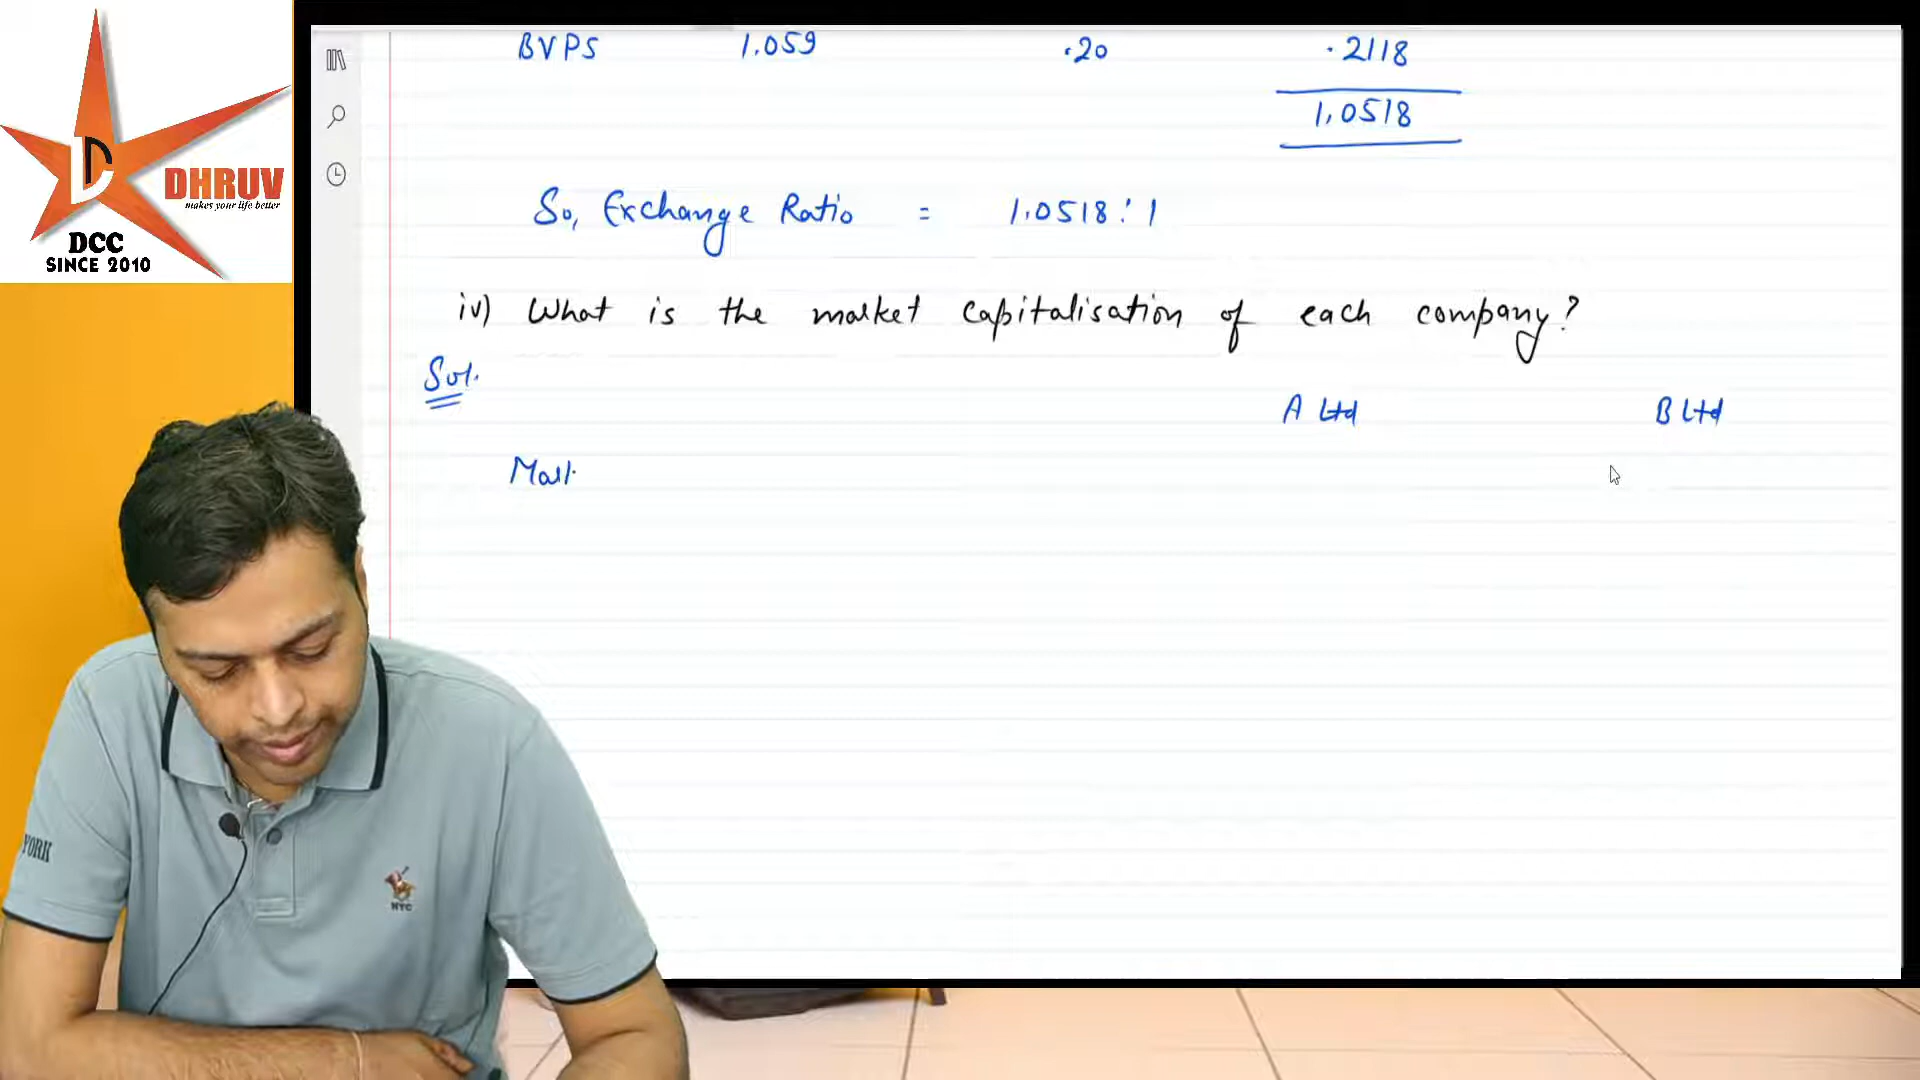 DHRUV
makes your life better
DCC
SINCE 2010
BVPS 1.059 .20 .2118
1.0518
So, Exchange Ratio = 1.0518 : 1
iv) What is the market capitalisation of each company?
Sol.
A Ltd B Ltd
Mark
YORK
NYC